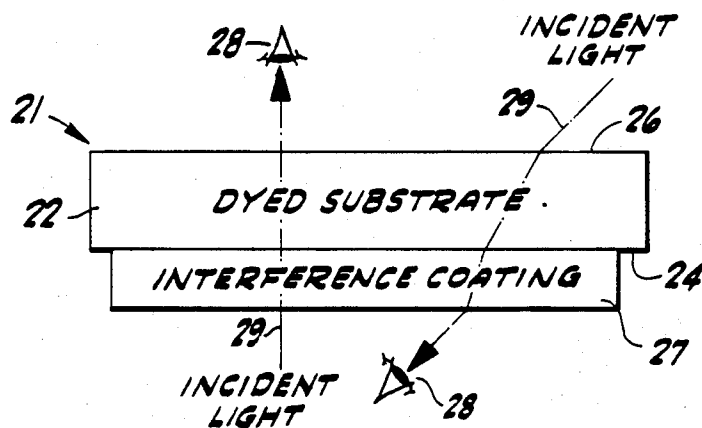 28
INCIDENT
LIGHT
29
26
21
22
DYED SUBSTRATE
INTERFERENCE COATING
24
29
27
INCIDENT
LIGHT
28